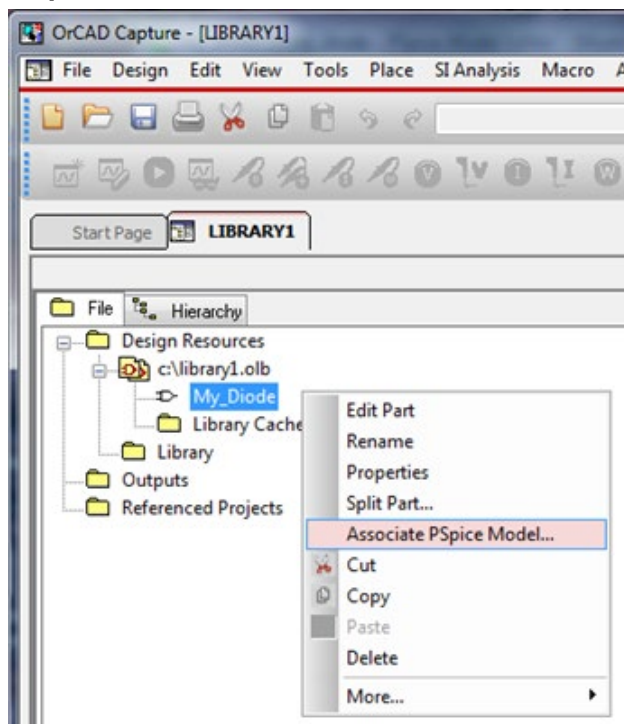 OrCAD Capture - [LIBRARY1]
File Design Edit View Tools Place SI Analysis Macro A
Start Page LIBRARY1
File Hierarchy
Design Resources
c:\library1.olb
My_Diode
Library Cache
Library
Outputs
Referenced Projects
Edit Part
Rename
Properties
Split Part...
Associate PSpice Model...
Cut
Copy
Paste
Delete
More...